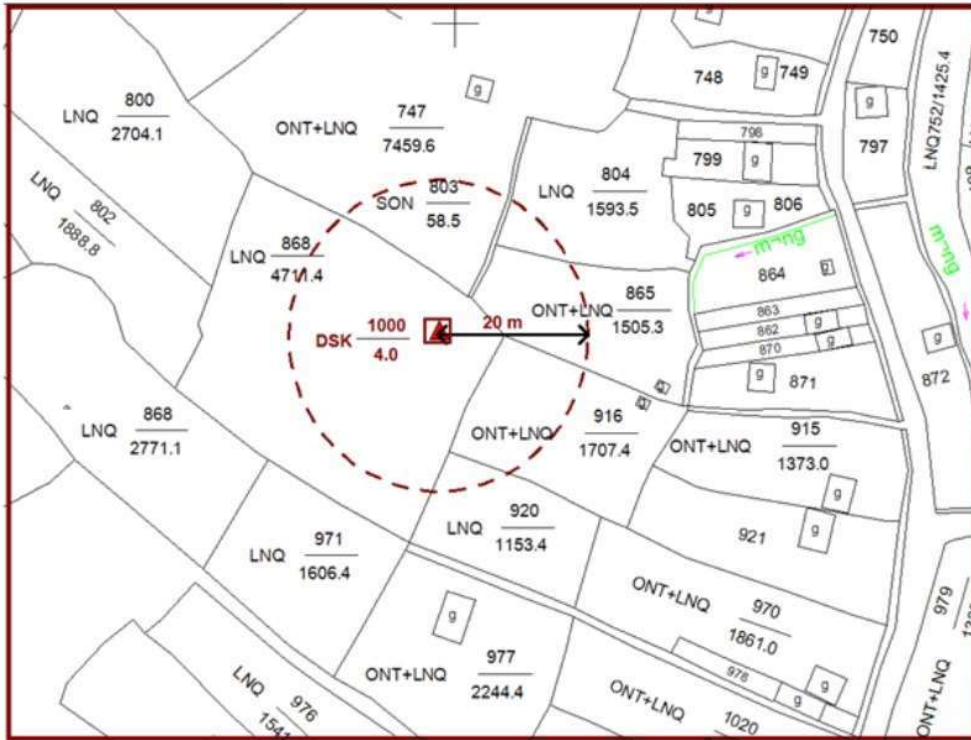 g
750
748
g
749
LNQ
800
2704.1
g
ONT+LNQ
747
7459.6
g
797
LNQ752/1425.4
798
799
g
LNQ
802
1888.8
SON
803
58.5
LNQ
804
1593.5
805
g
806
m¬ng
m¬ng
LNQ
868
4711.4
864
g
ONT+LNQ
865
1505.3
863
862
g
870
g
DSK
1000
4.0
20 m
g
g
871
g
872
g
LNQ
868
2771.1
ONT+LNQ
916
1707.4
ONT+LNQ
915
1373.0
g
LNQ
920
1153.4
921
g
LNQ
971
1606.4
ONT+LNQ
970
1861.0
979
g
ONT+LNQ
977
2244.4
978
g
g
LNQ
976
ONT+LNQ
1020
ONT+LNQ